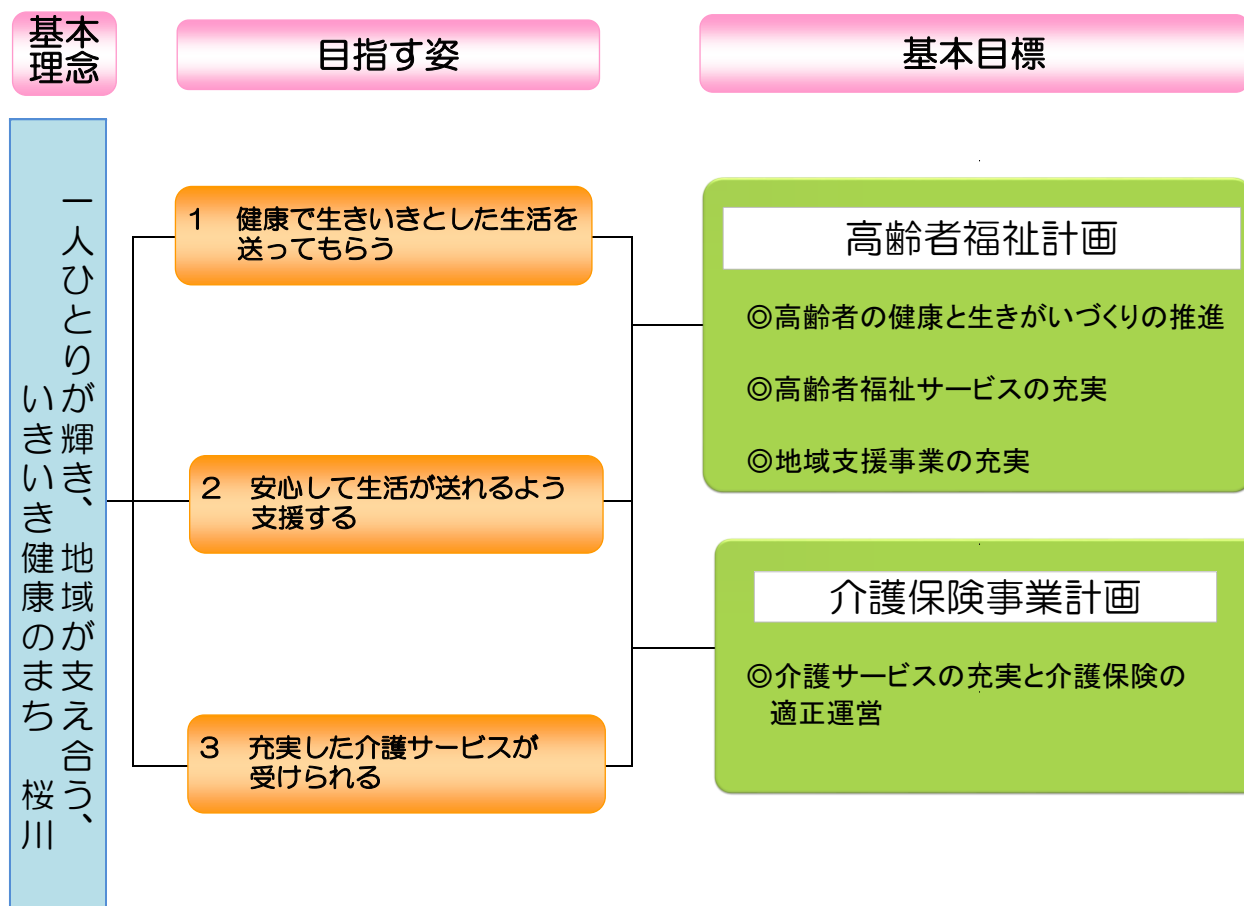 基本
理念
目指す姿
基本目標
一人ひとりが輝き、地域が支え合う、
いきいき健康のまち　桜川
１　健康で生きいきとした生活を
送ってもらう
２　安心して生活が送れるよう
支援する
３　充実した介護サービスが
受けられる
高齢者福祉計画
◎高齢者の健康と生きがいづくりの推進
◎高齢者福祉サービスの充実
◎地域支援事業の充実
介護保険事業計画
◎介護サービスの充実と介護保険の
適正運営